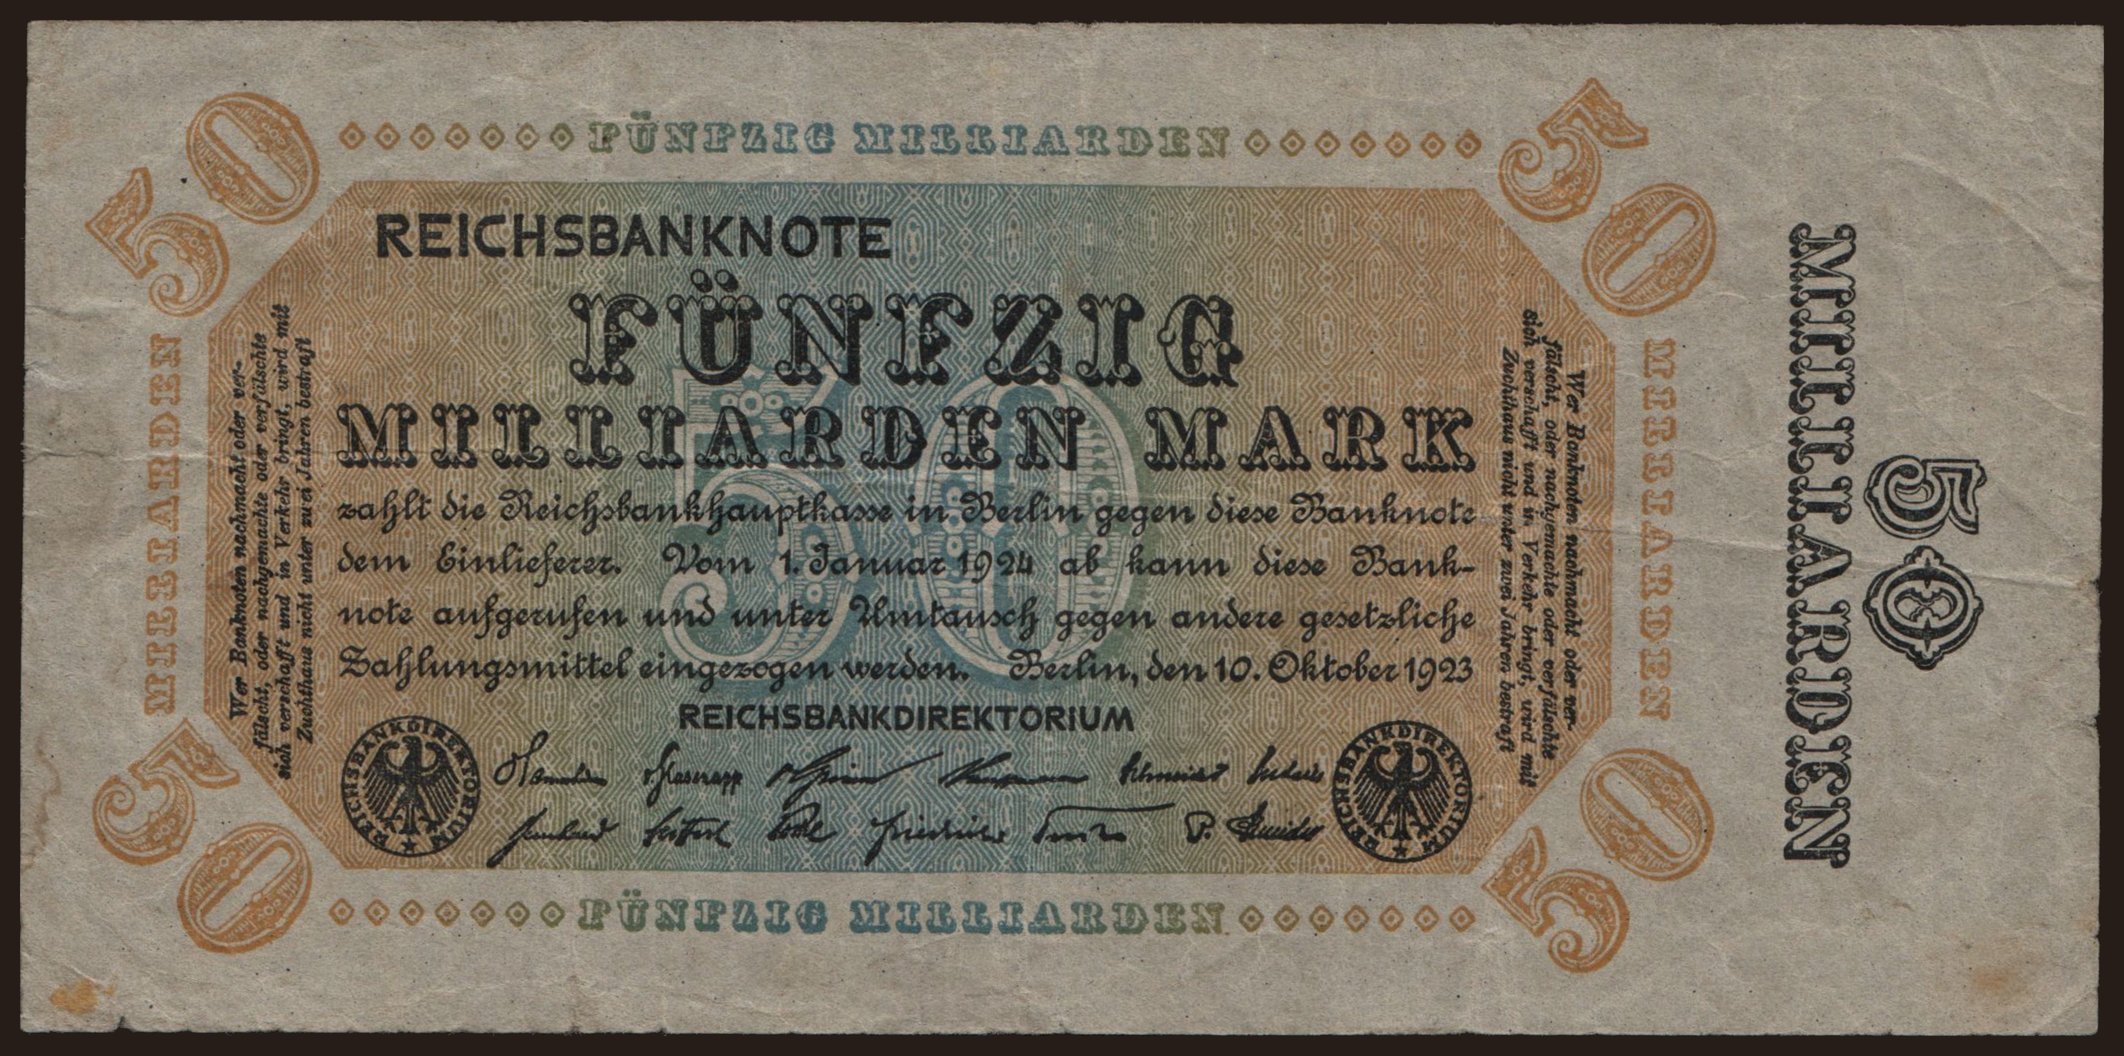 50
FÜNFZIG MILLIARDEN
50
REICHSBANKNOTE
FÜNFZIG
MILLIARDEN MARK
zahlt die Reichsbankhauptkasse in Berlin gegen diese Banknote
dem Einlieferer. Vom 1. Januar 1924 ab kann diese Bank-
note aufgerufen und unter Umtausch gegen andere gesetzliche
Zahlungsmittel eingezogen werden. Berlin, den 10. Oktober 1923
REICHSBANKDIREKTORIUM
REICHSBANKDIREKTORIUM
REICHSBANKDIREKTORIUM
50
50
FÜNFZIG MILLIARDEN
50
MILLIARDEN
Wer Banknoten nachmacht oder ver-
fälscht, oder nachgemachte oder verfälschte
sich verschafft und in Verkehr bringt, wird mit
Zuchthaus nicht unter zwei Jahren bestraft
Wer Banknoten nachmacht oder ver-
fälscht, oder nachgemachte oder verfälschte
sich verschafft und in Verkehr bringt, wird mit
Zuchthaus nicht unter zwei Jahren bestraft
MILLIARDEN
50
MILLIARDEN